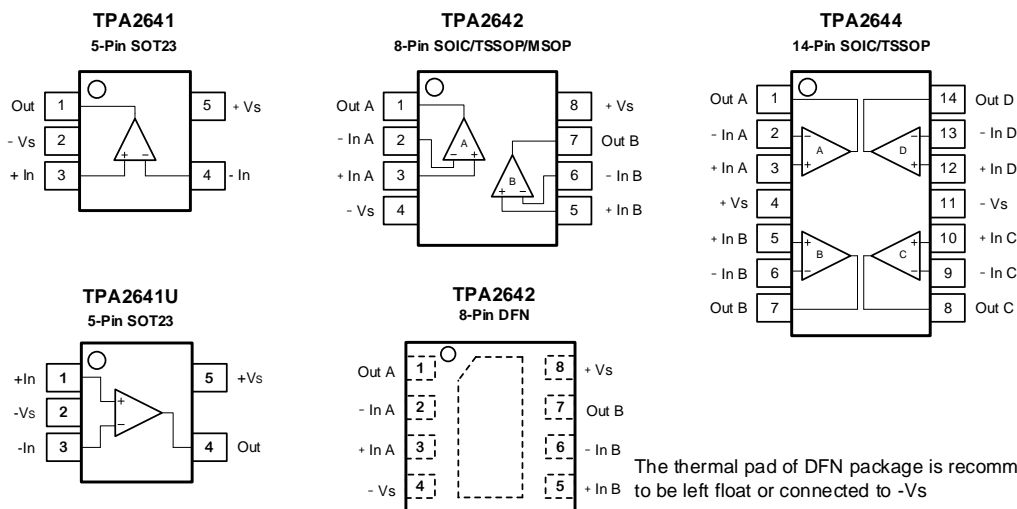 TPA2641
5-Pin SOT23
Out 1 5 + Vs
- Vs 2
+ In 3 4 - In
+ −
TPA2642
8-Pin SOIC/TSSOP/MSOP
Out A 1 8 + Vs
- In A 2 7 Out B
+ In A 3 6 - In B
- Vs 4 5 + In B
A
− +
B
+ −
TPA2644
14-Pin SOIC/TSSOP
Out A 1 14 Out D
- In A 2 13 - In D
+ In A 3 12 + In D
+ Vs 4 11 - Vs
+ In B 5 10 + In C
- In B 6 9 - In C
Out B 7 8 Out C
− A D −
+ +
+ B C +
− −
TPA2641U
5-Pin SOT23
+In 1 5 +Vs
-Vs 2
-In 3 4 Out
+
−
TPA2642
8-Pin DFN
Out A 1 8 + Vs
- In A 2 7 Out B
+ In A 3 6 - In B
- Vs 4 5 + In B
The thermal pad of DFN package is recomm
to be left float or connected to -Vs